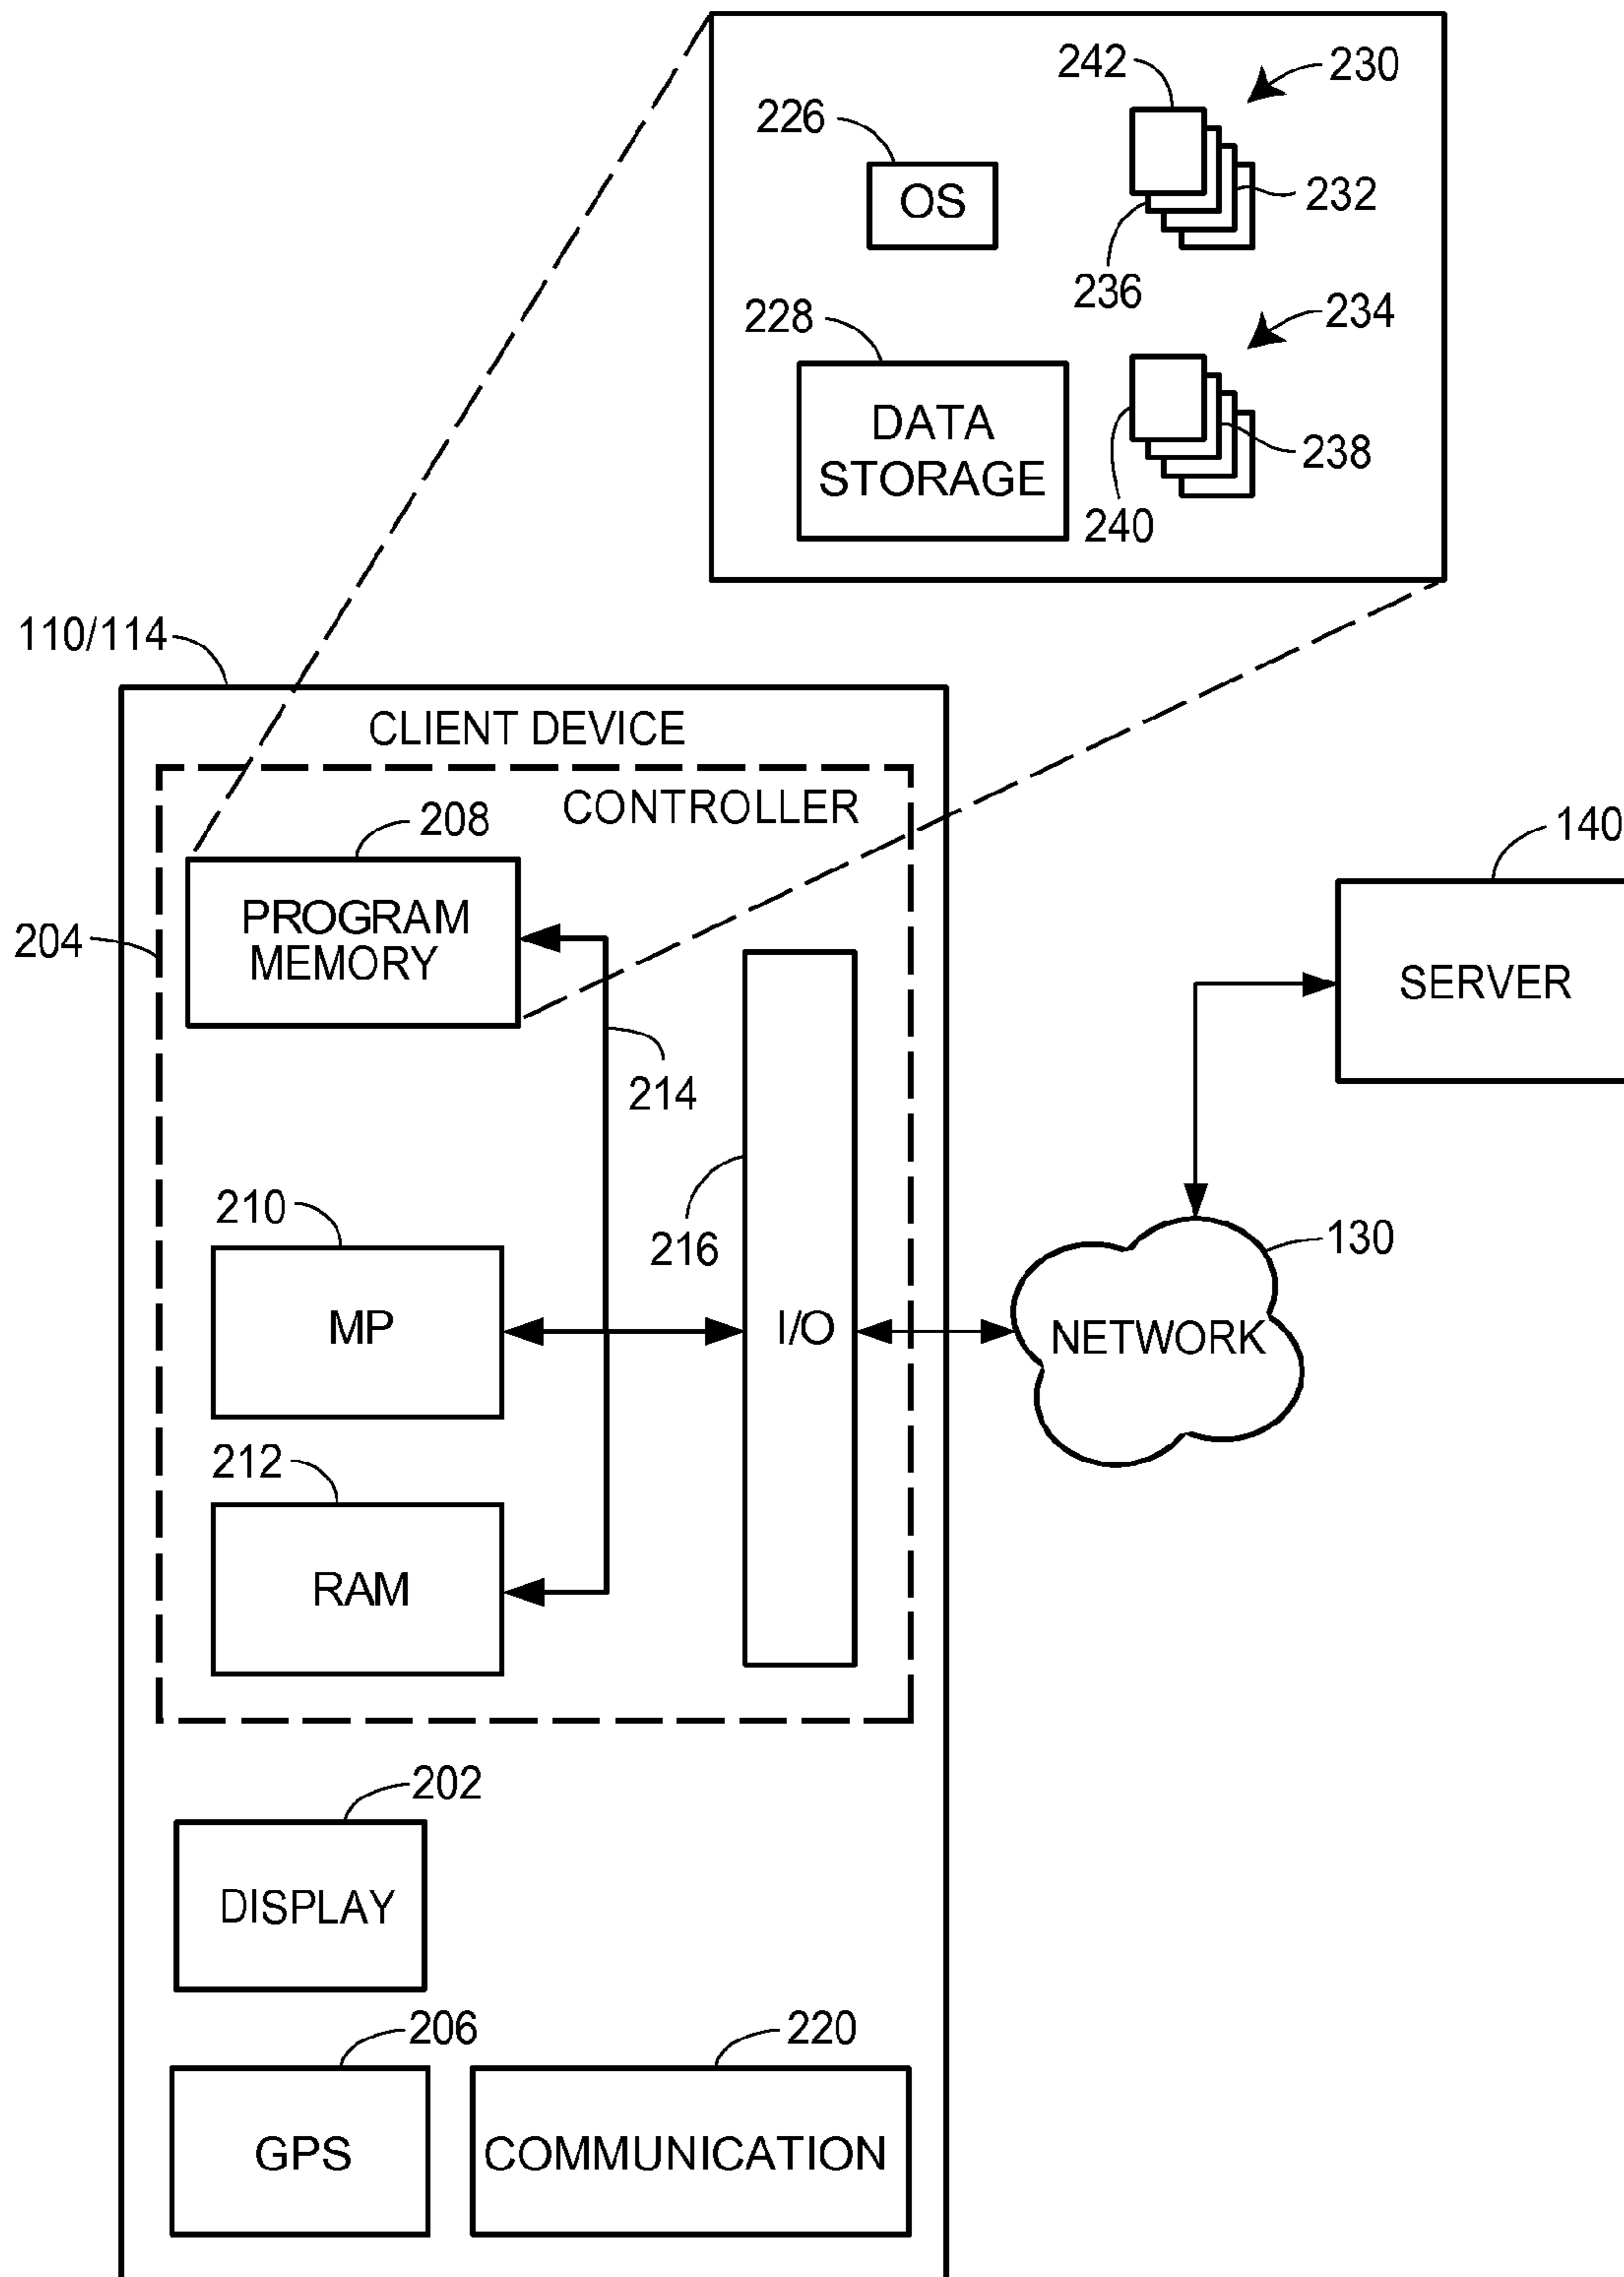 242
230
226
OS
232
236
228
234
DATA
STORAGE
238
240
110/114
CLIENT DEVICE
CONTROLLER
208
140
PROGRAM
MEMORY
204
SERVER
214
210
216
130
MP
I/O
NETWORK
212
RAM
202
DISPLAY
206
220
GPS
COMMUNICATION